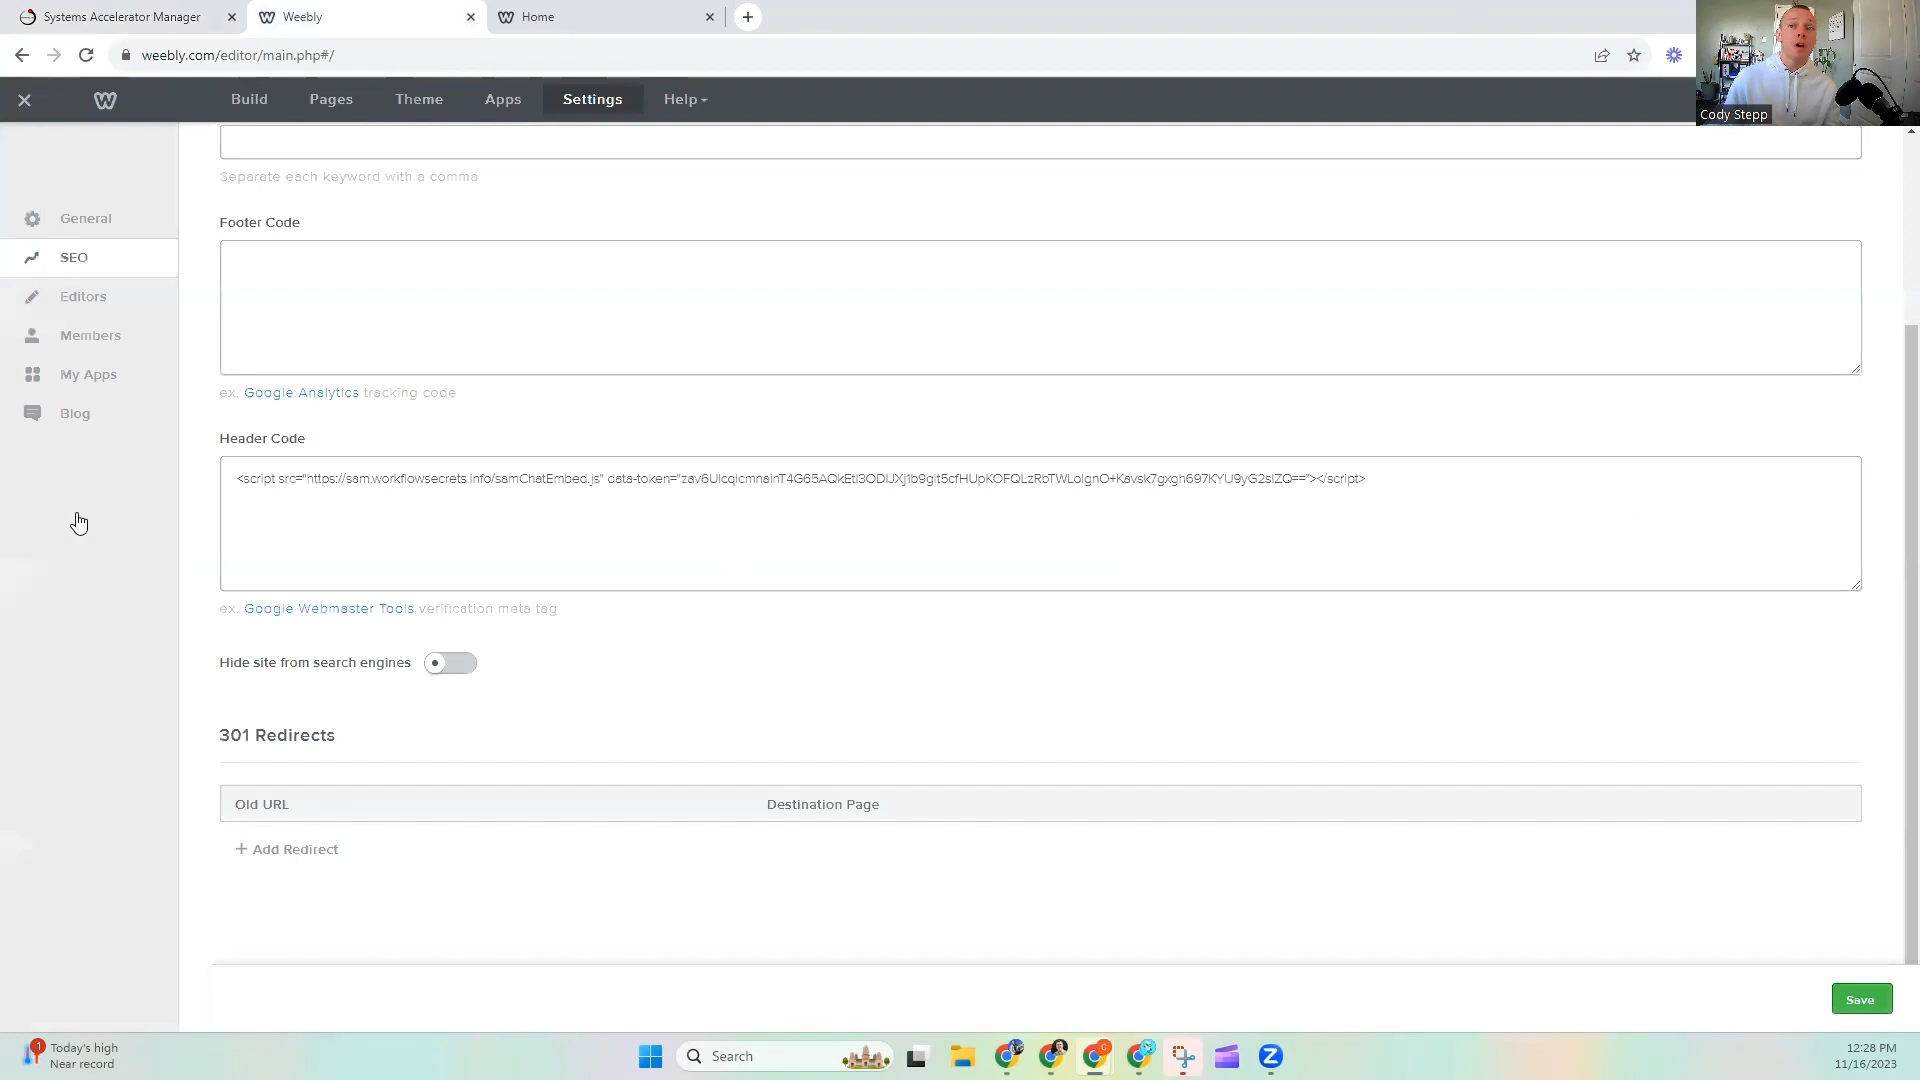 Systems Accelerator Manager
Weebly
Home
weebly.com/editor/main.php#/
Build
Pages
Theme
Apps
Settings
Help
Cody Stepp
Separate each keyword with a comma
General
SEO
Editors
Members
My Apps
Blog
Footer Code
ex. Google Analytics tracking code
Header Code
<script src="https://sam.workflowsecrets.info/samChatEmbed.js"
></script>
ex. Google Webmaster Tools verification meta tag
Hide site from search engines
301 Redirects
Old URL
Destination Page
+ Add Redirect
Save
1
Today's high
Near record
Search
12:28 PM
11/16/2023